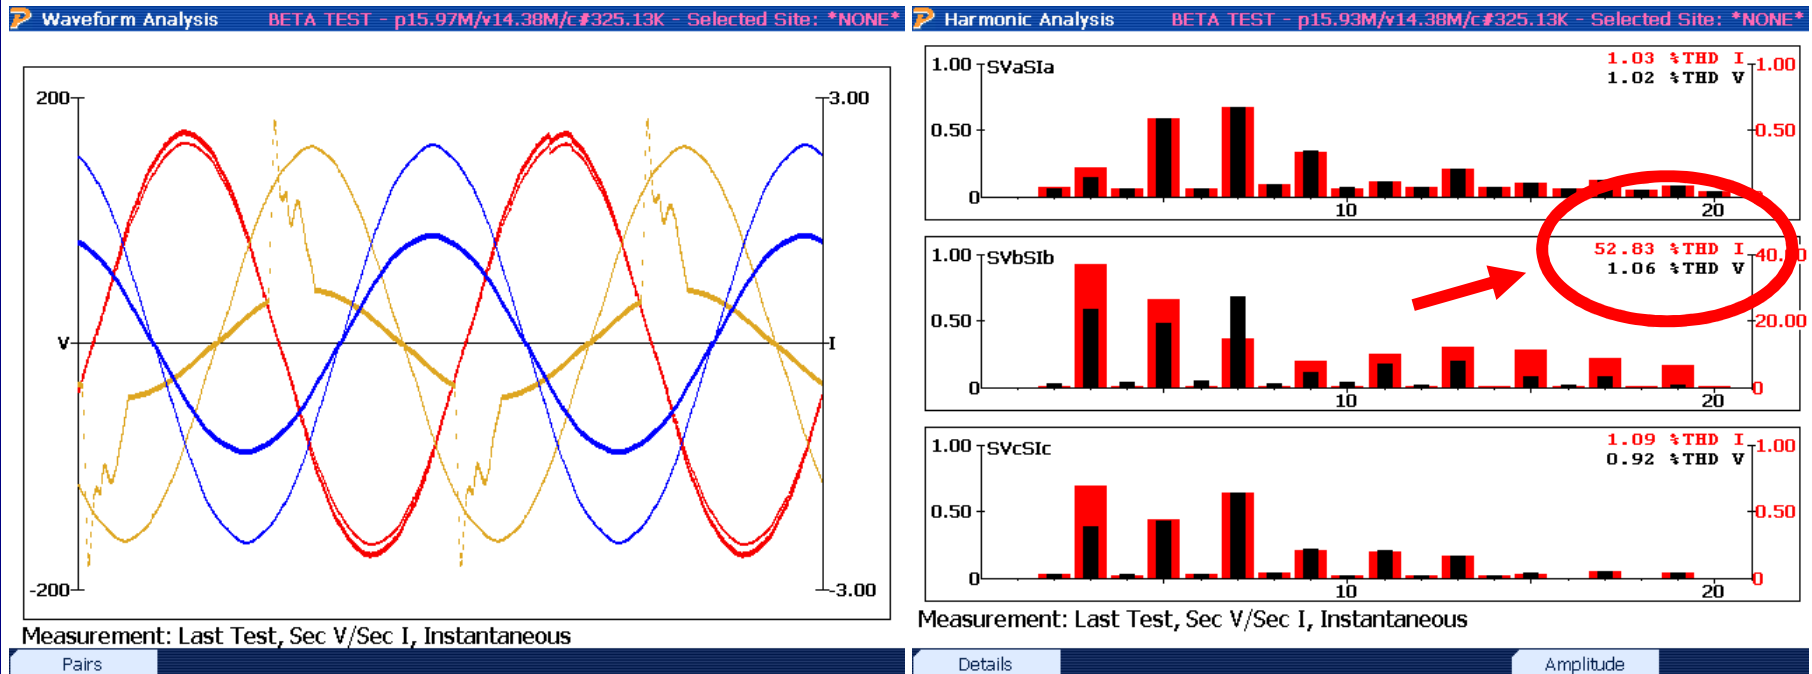 Waveform Analysis BETA TEST - p15.97M/v14.38M/c#325.13K - Selected Site: *NONE*
200 3.00
V I
-200 -3.00
Measurement: Last Test, Sec V/Sec I, Instantaneous
Pairs
Harmonic Analysis BETA TEST - p15.93M/v14.38M/c#325.13K - Selected Site: *NONE*
1.00 SVaSIa 1.03 %THD I 1.00
1.02 %THD V
0.50 0.50
0 0
10 20
1.00 SVbSIb 52.83 %THD I 40.00
1.06 %THD V
0.50 20.00
0 0
10 20
1.00 SVcSIc 1.09 %THD I 1.00
0.92 %THD V
0.50 0.50
0 0
10 20
Measurement: Last Test, Sec V/Sec I, Instantaneous
Details Amplitude